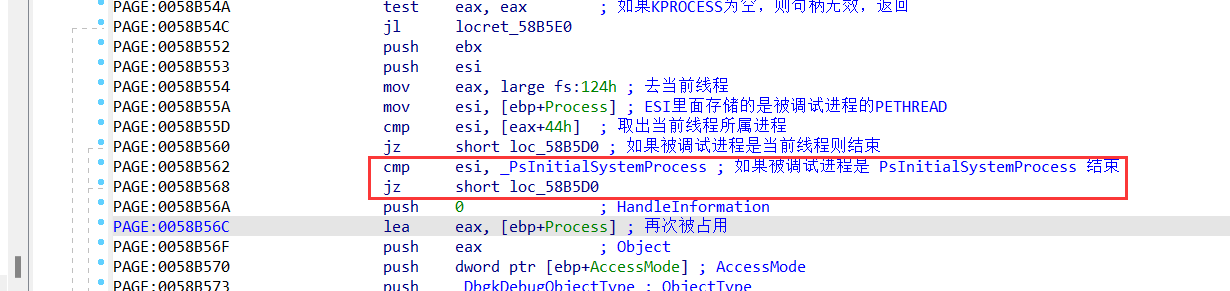 PAGE:0058B54A test eax, eax ; 如果KPROCESS为空，则句柄无效，返回
PAGE:0058B54C jl locret_58B5E0
PAGE:0058B552 push ebx
PAGE:0058B553 push esi
PAGE:0058B554 mov eax, large fs:124h ; 去当前线程
PAGE:0058B55A mov esi, [ebp+Process] ; ESI里面存储的是被调试进程的PETHREAD
PAGE:0058B55D cmp esi, [eax+44h] ; 取出当前线程所属进程
PAGE:0058B560 jz short loc_58B5D0 ; 如果被调试进程是当前线程则结束
PAGE:0058B562 cmp esi, _PsInitialSystemProcess ; 如果被调试进程是 PsInitialSystemProcess 结束
PAGE:0058B568 jz short loc_58B5D0
PAGE:0058B56A push 0 ; HandleInformation
PAGE:0058B56C lea eax, [ebp+Process] ; 再次被占用
PAGE:0058B56F push eax ; Object
PAGE:0058B570 push dword ptr [ebp+AccessMode] ; AccessMode
PAGE:0058B573 push _DbgkDebugObjectType ; ObjectType